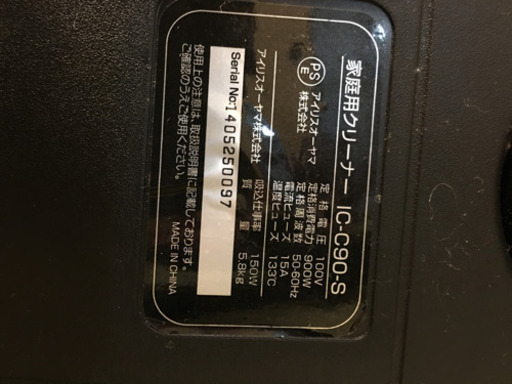 家庭用クリーナー IC-C90-S
PS
E
アイリスオーヤマ
株式会社
定格電圧 100V
定格消費電力 900W
定格周波数 50-60Hz
電流ヒューズ 15A
温度ヒューズ 133℃
アイリスオーヤマ株式会社
吸込仕事率 150W
質量 5.8kg
Serial No:1405250097
使用上の注意は、取扱説明書に記載しております。
ご確認のうえご使用ください。
MADE IN CHINA